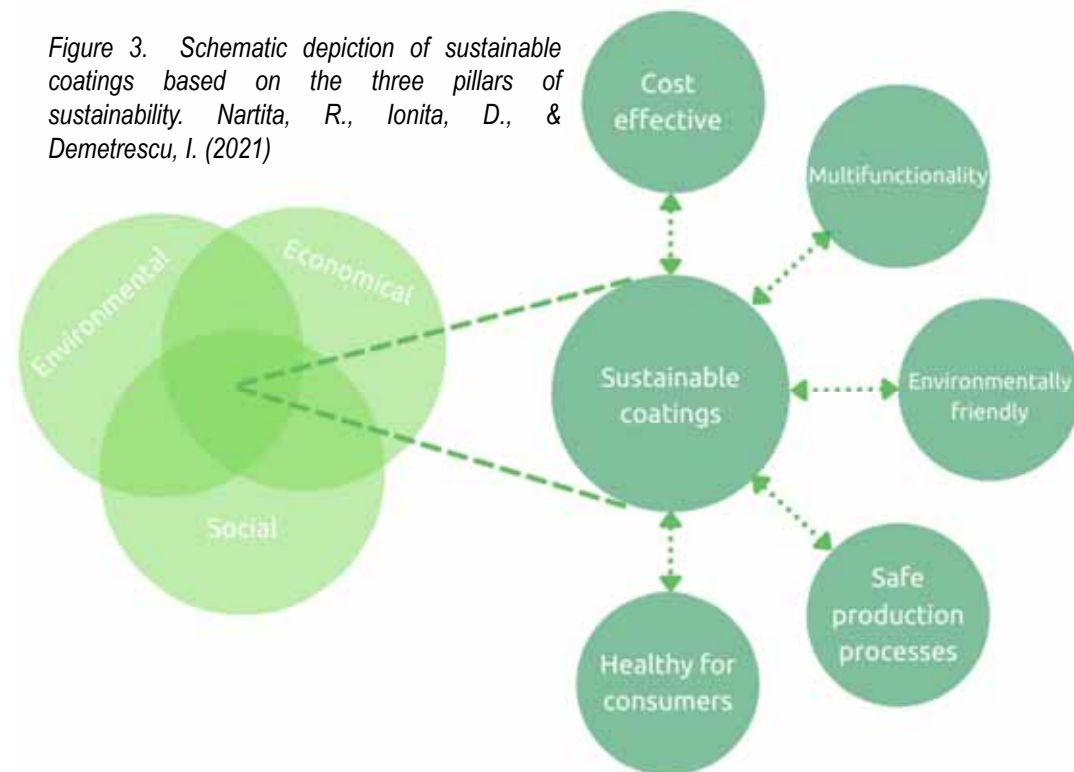 Figure 3. Schematic depiction of sustainable
coatings based on the three pillars of
sustainability. Nartita, R., Ionita, D., &
Demetrescu, I. (2021)
Environmental
Economical
Social
Cost
effective
Multifunctionality
Sustainable
coatings
Environmentally
friendly
Safe
production
processes
Healthy for
consumers